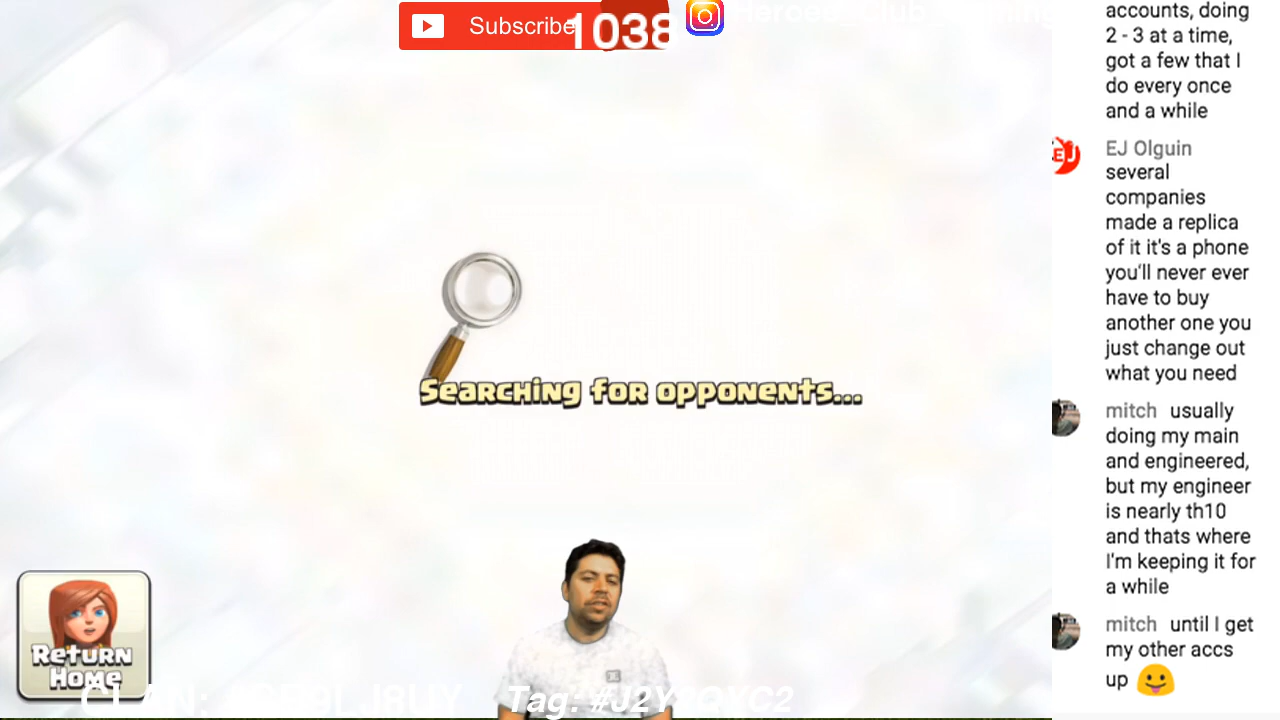 Subscribe
1038
accounts, doing
2 - 3 at a time,
got a few that I
do every once
and a while
EJ
EJ Olguin
several
companies
made a replica
of it it's a phone
you'll never ever
have to buy
another one you
just change out
what you need
mitch usually
doing my main
and engineered,
but my engineer
is nearly th10
and thats where
I'm keeping it for
a while
mitch until I get
my other accs
up
Searching for opponents...
Return
Home
CLAN:
Tag: